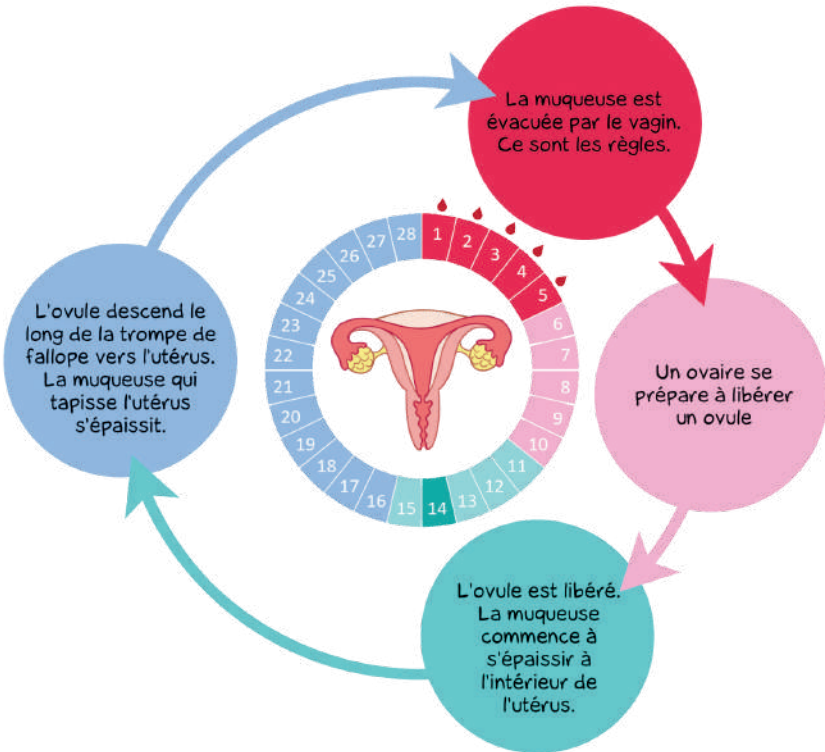 La muqueuse est
évacuée par le vagin.
Ce sont les règles.
Un ovaire se
prépare à libérer
un ovule
L'ovule est libéré.
La muqueuse
commence à
s'épaissir à
l'intérieur de
l'utérus.
L'ovule descend le
long de la trompe de
fallope vers l'utérus.
La muqueuse qui
tapisse l'utérus
s'épaissit.
1
2
3
4
5
6
7
8
9
10
11
12
13
14
15
16
17
18
19
20
21
22
23
24
25
26
27
28